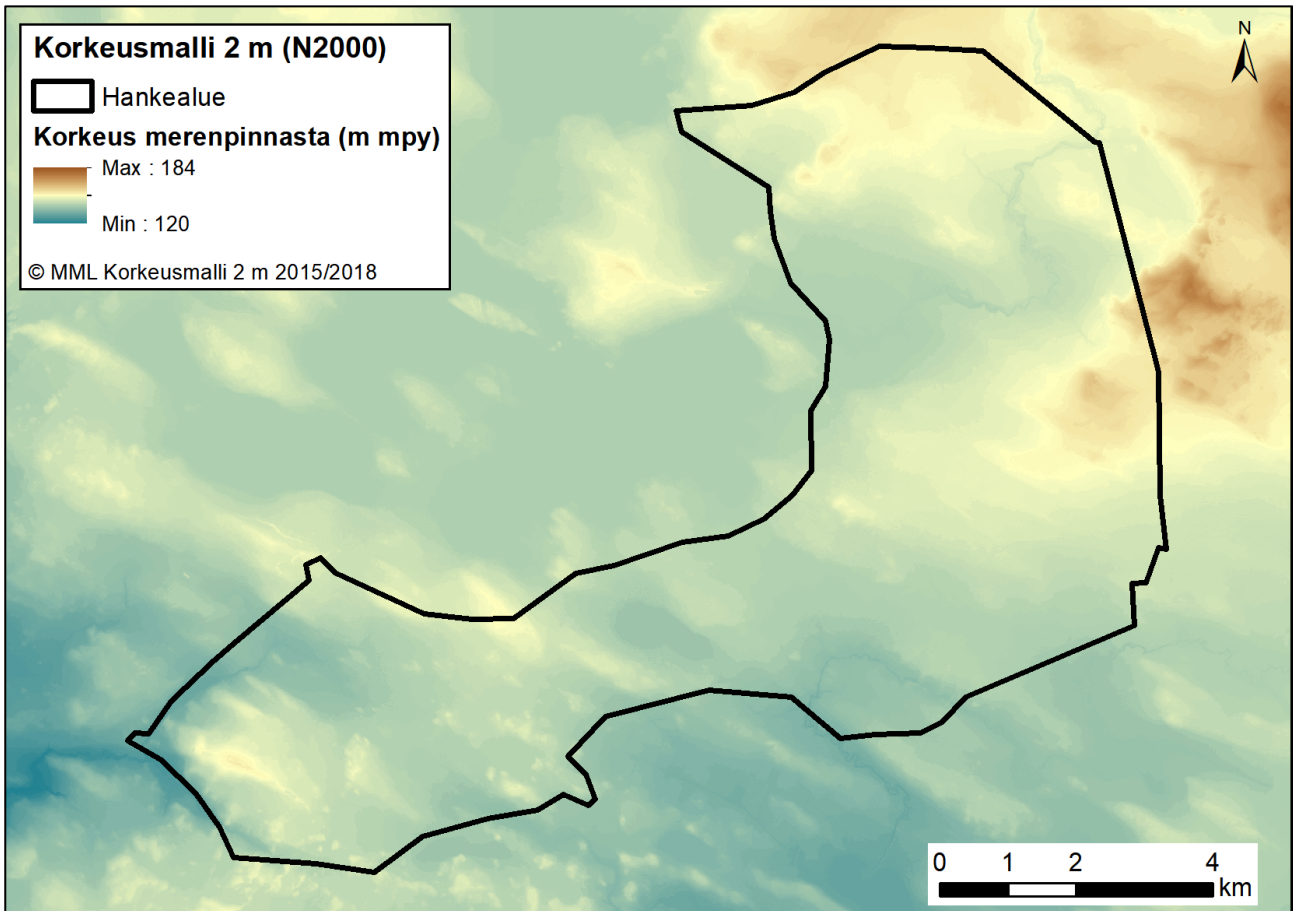 Korkeusmalli 2 m (N2000)
Hankealue
Korkeus merenpinnasta (m mpy)
Max : 184
Min : 120
© MML Korkeusmalli 2 m 2015/2018
N
0 1 2 4
km